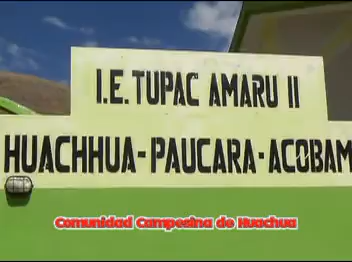 I.E. TUPAC AMARU II
HUACHHUA - PAUCARA - ACOBAM
Comunidad Campesina de Huachua